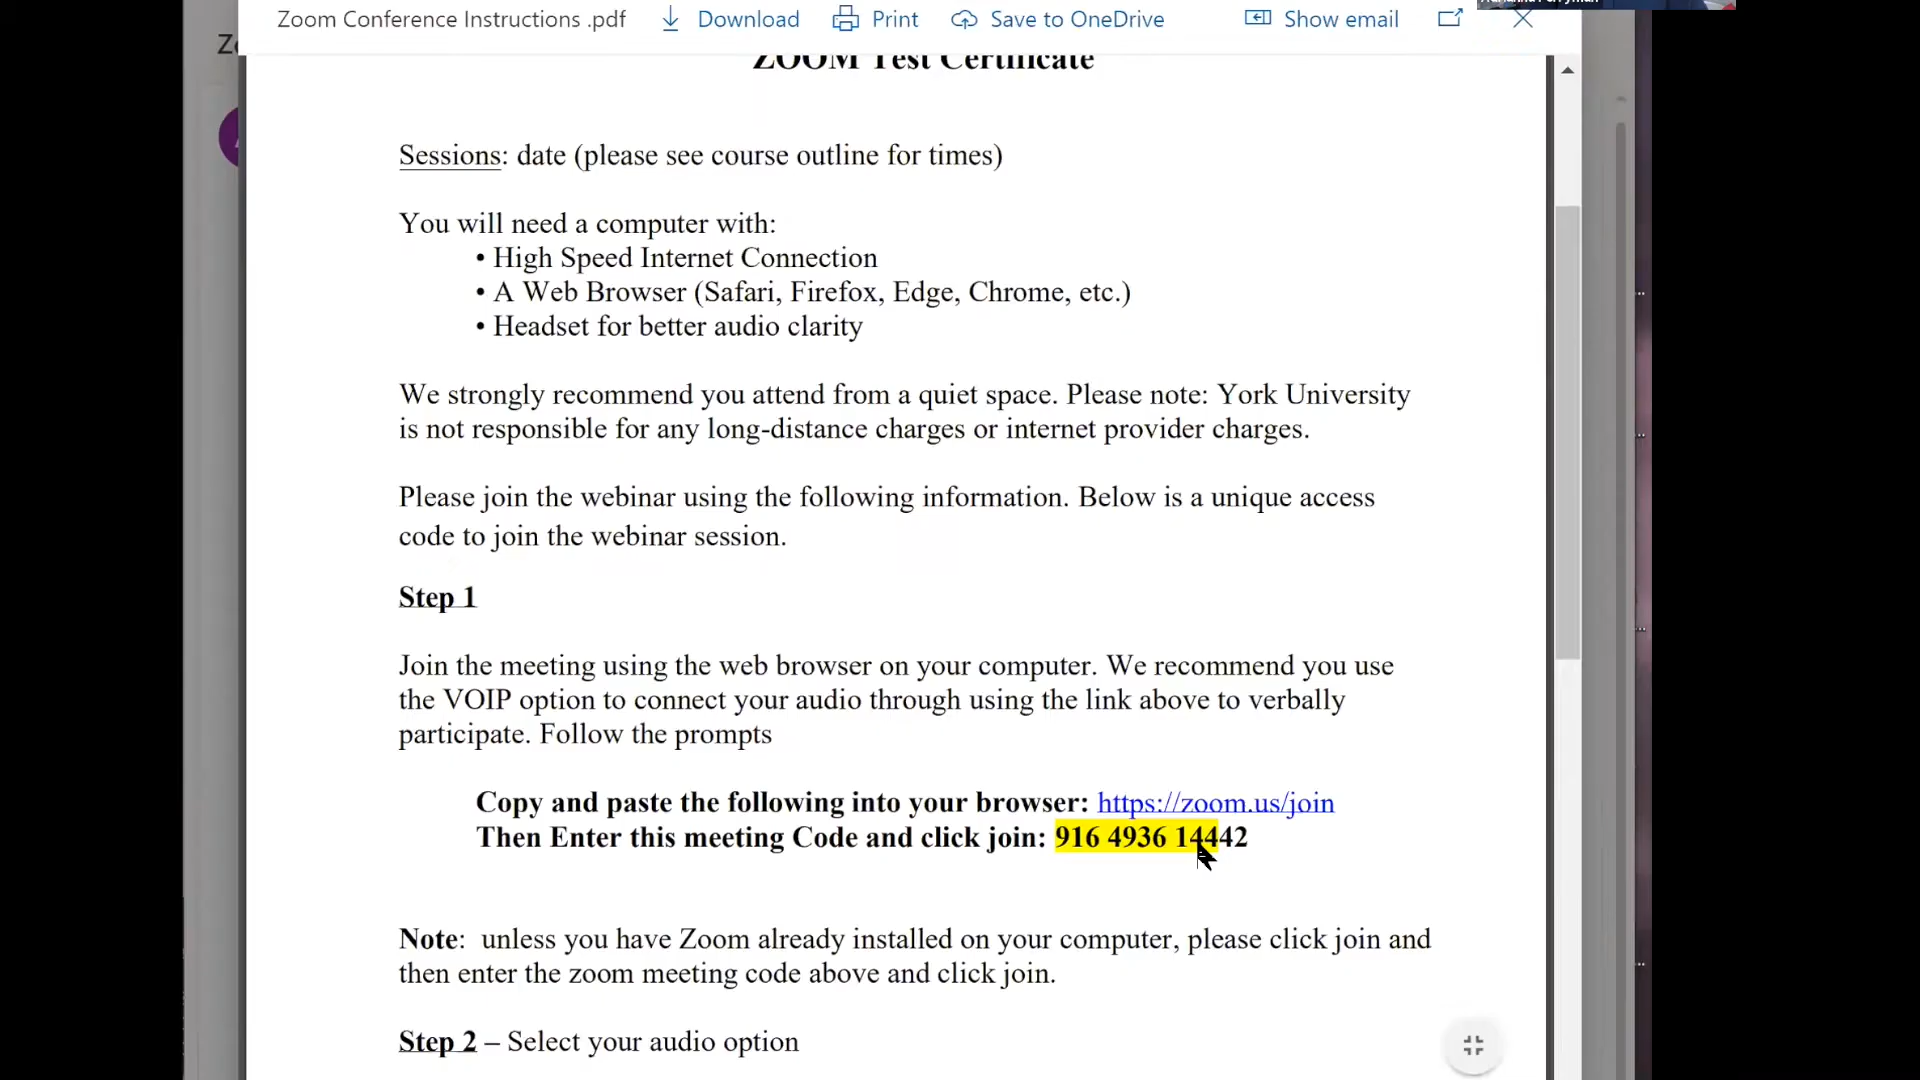 Zoom Conference Instructions .pdf Download Print Save to OneDrive Show email
ZOOM Test Certificate
Sessions: date (please see course outline for times)
You will need a computer with:
• High Speed Internet Connection
• A Web Browser (Safari, Firefox, Edge, Chrome, etc.)
• Headset for better audio clarity
We strongly recommend you attend from a quiet space. Please note: York University
is not responsible for any long-distance charges or internet provider charges.
Please join the webinar using the following information. Below is a unique access
code to join the webinar session.
Step 1
Join the meeting using the web browser on your computer. We recommend you use
the VOIP option to connect your audio through using the link above to verbally
participate. Follow the prompts
Copy and paste the following into your browser: https://zoom.us/join
Then Enter this meeting Code and click join: 916 4936 14442
Note: unless you have Zoom already installed on your computer, please click join and
then enter the zoom meeting code above and click join.
Step 2 – Select your audio option